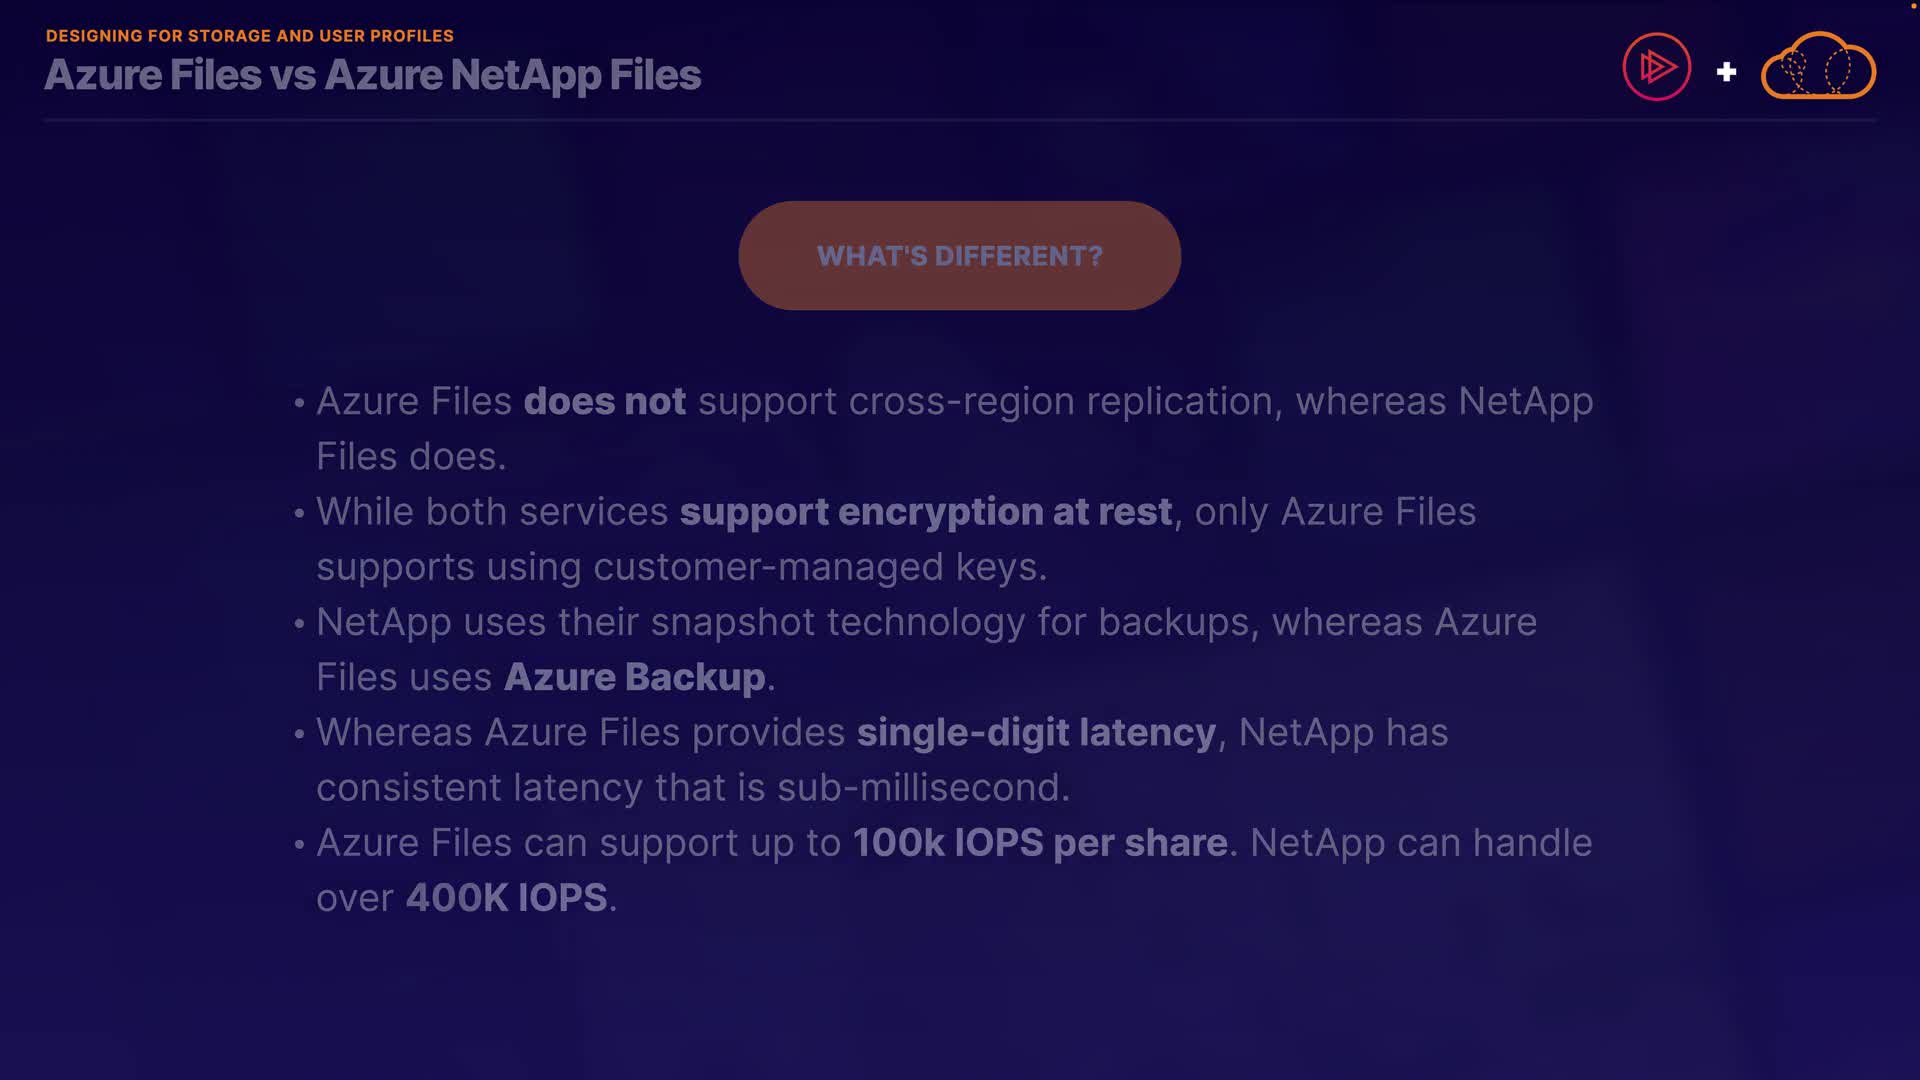 DESIGNING FOR STORAGE AND USER PROFILES
Azure Files vs Azure NetApp Files
WHAT'S DIFFERENT?
• Azure Files does not support cross-region replication, whereas NetApp
Files does.
• While both services support encryption at rest, only Azure Files
supports using customer-managed keys.
• NetApp uses their snapshot technology for backups, whereas Azure
Files uses Azure Backup.
• Whereas Azure Files provides single-digit latency, NetApp has
consistent latency that is sub-millisecond.
• Azure Files can support up to 100k IOPS per share. NetApp can handle
over 400K IOPS.